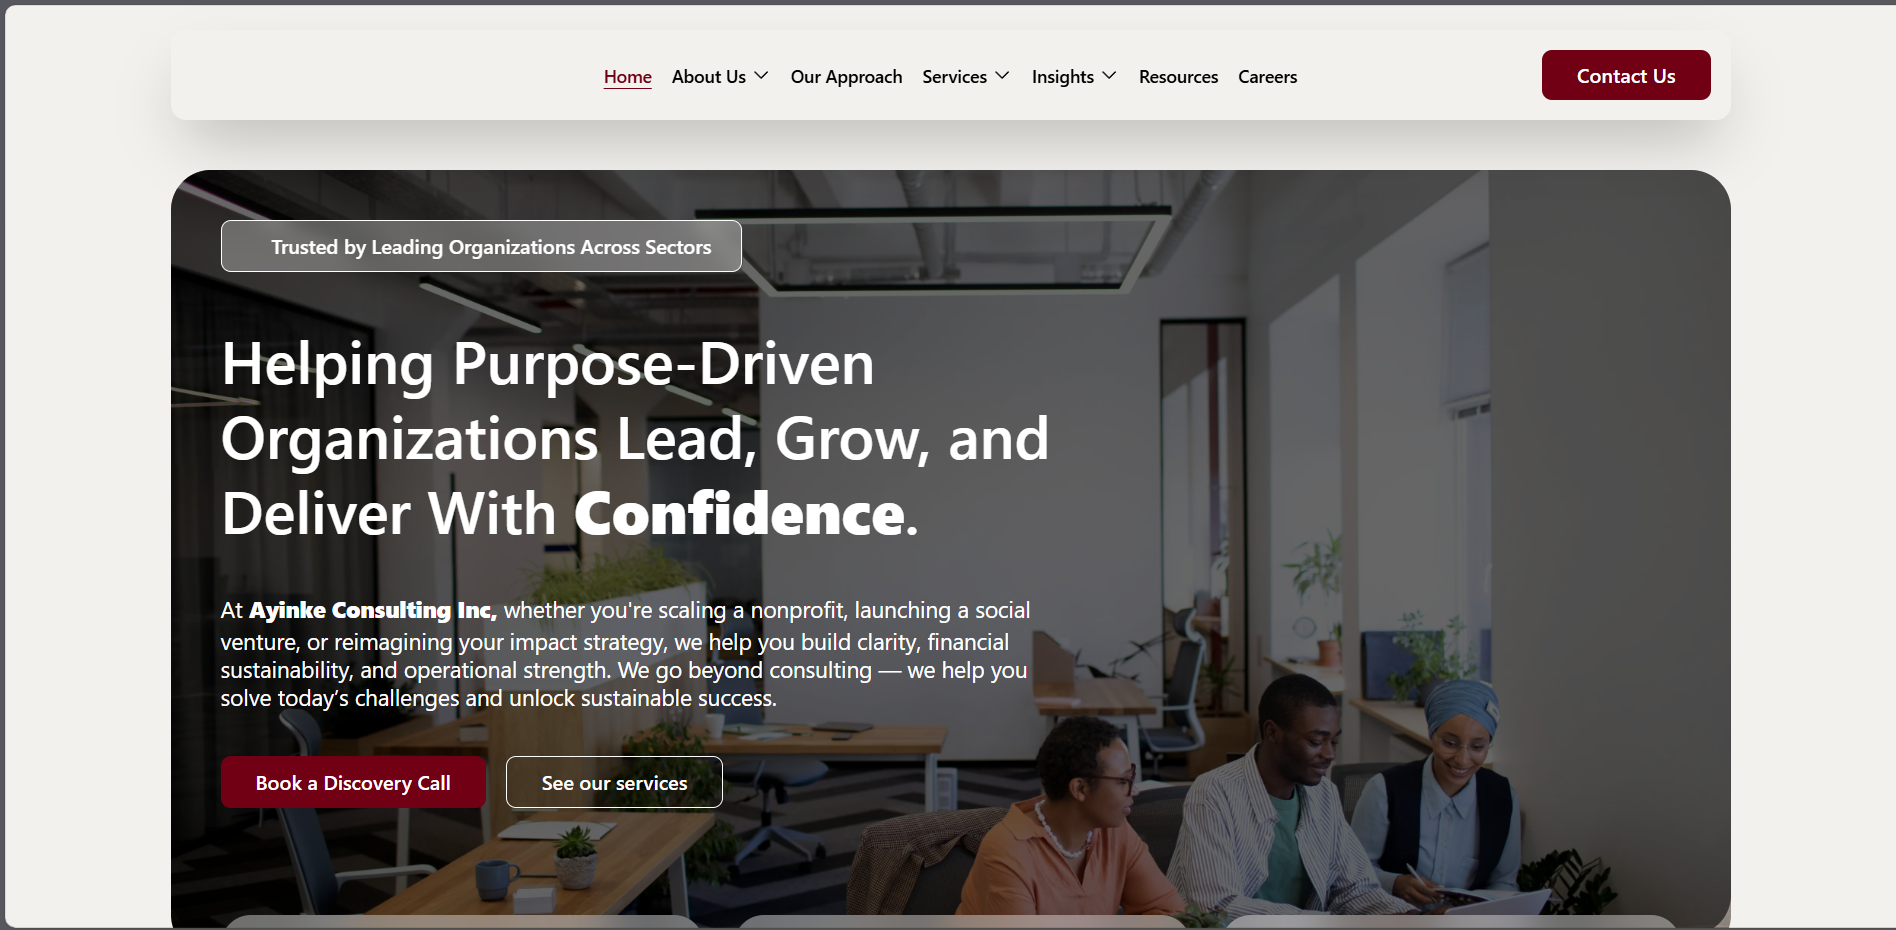 Home About Us Our Approach Services Insights Resources Careers Contact Us
Trusted by Leading Organizations Across Sectors
Helping Purpose-Driven
Organizations Lead, Grow, and
Deliver With Confidence.
At Ayinke Consulting Inc, whether you're scaling a nonprofit, launching a social
venture, or reimagining your impact strategy, we help you build clarity, financial
sustainability, and operational strength. We go beyond consulting — we help you
solve today’s challenges and unlock sustainable success.
Book a Discovery Call See our services